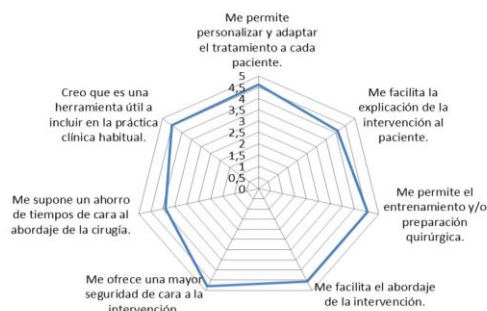 Me permite
personalizar y adaptar
el tratamiento a cada
paciente.
Me facilita la
explicación de la
intervención al
paciente.
Me permite el
entrenamiento y/o
preparación
quirúrgica.
Me facilita el abordaje
de la intervención.
Me ofrece una mayor
seguridad de cara a la
intervención
Me supone un ahorro
de tiempos de cara al
abordaje de la cirugía.
Creo que es una
herramienta útil a
incluir en la práctica
clínica habitual.
5
4,5
4
3,5
3
2,5
2
1,5
1
0,5
0